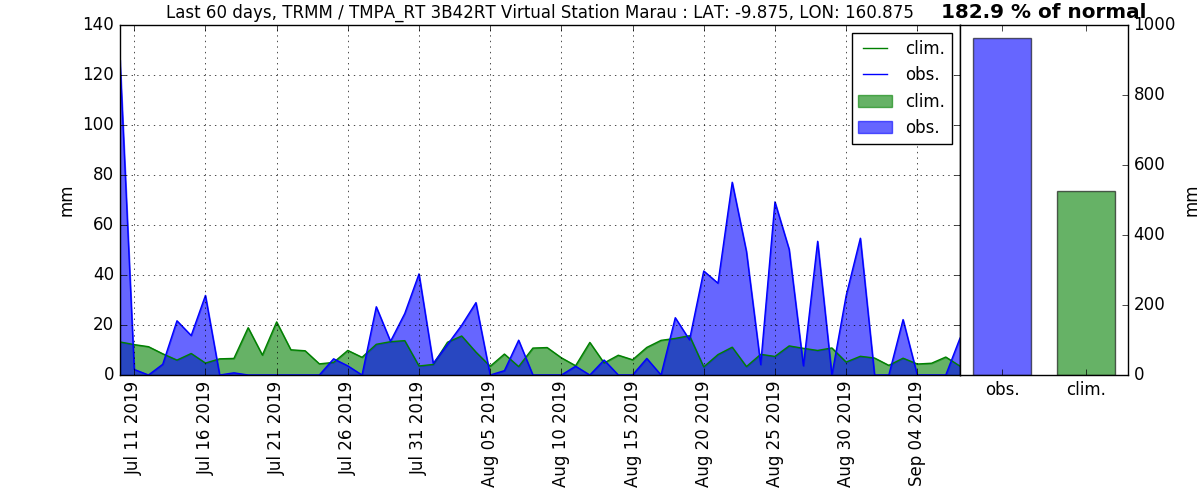 Last 60 days, TRMM / TMPA_RT 3B42RT Virtual Station Marau : LAT: -9.875, LON: 160.875
182.9 % of normal
140
120
100
80
60
40
20
0
mm
clim.
obs.
clim.
obs.
1000
800
600
400
200
0
mm
Jul 11 2019
Jul 16 2019
Jul 21 2019
Jul 26 2019
Jul 31 2019
Aug 05 2019
Aug 10 2019
Aug 15 2019
Aug 20 2019
Aug 25 2019
Aug 30 2019
Sep 04 2019
obs.
clim.